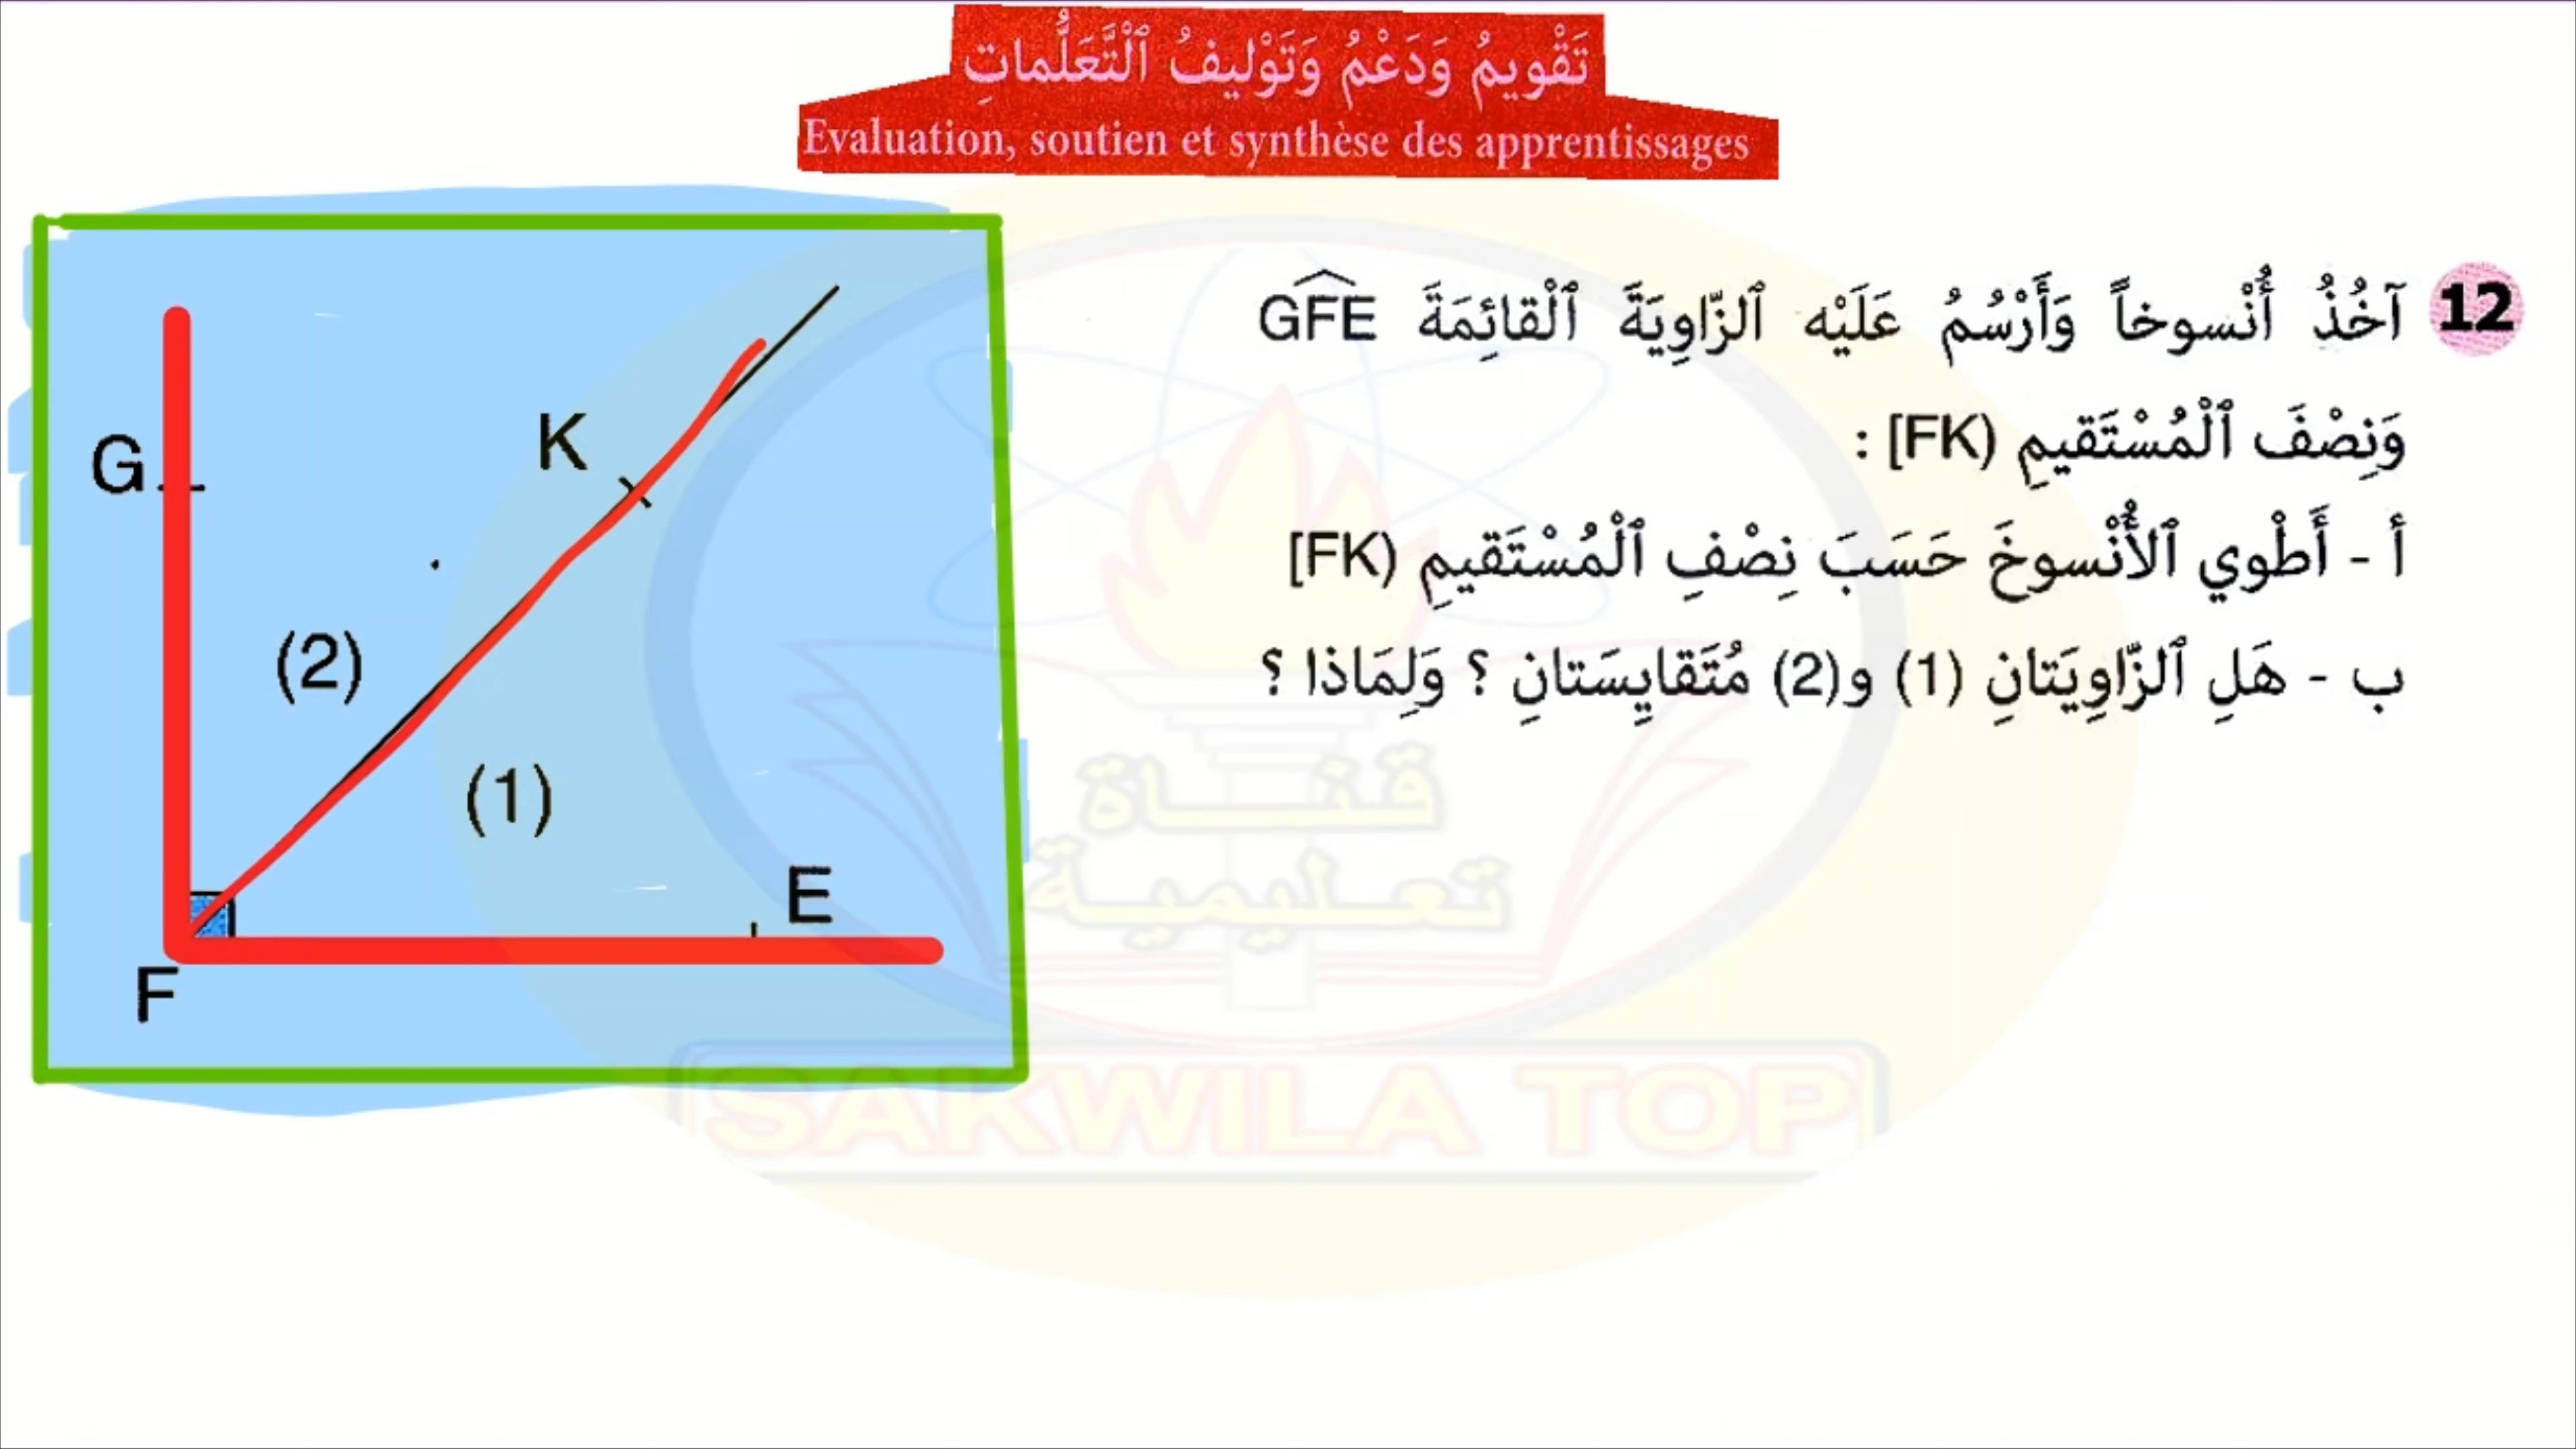 تَقْويمُ وَدَعْمُ وَتَوْليفُ ٱلْتَّعَلُّماتِ
Evaluation, soutien et synthèse des apprentissages
12 آخُذُ أُنْسوخاً وَأَرْسُمُ عَلَيْه ٱلزّاوِيَةَ ٱلْقائِمَةَ GFE
وَنِصْفَ ٱلْمُسْتَقيمِ [FK) :
أ - أَطْوي ٱلأُنْسوخَ حَسَبَ نِصْفِ ٱلْمُسْتَقيمِ [FK)
ب - هَلِ ٱلزّاوِيَتانِ (1) و(2) مُتَقايِسَتانِ ؟ وَلِمَاذا ؟
G
K
(2)
(1)
E
F
قناة
تعليمية
SAKWILA TOP